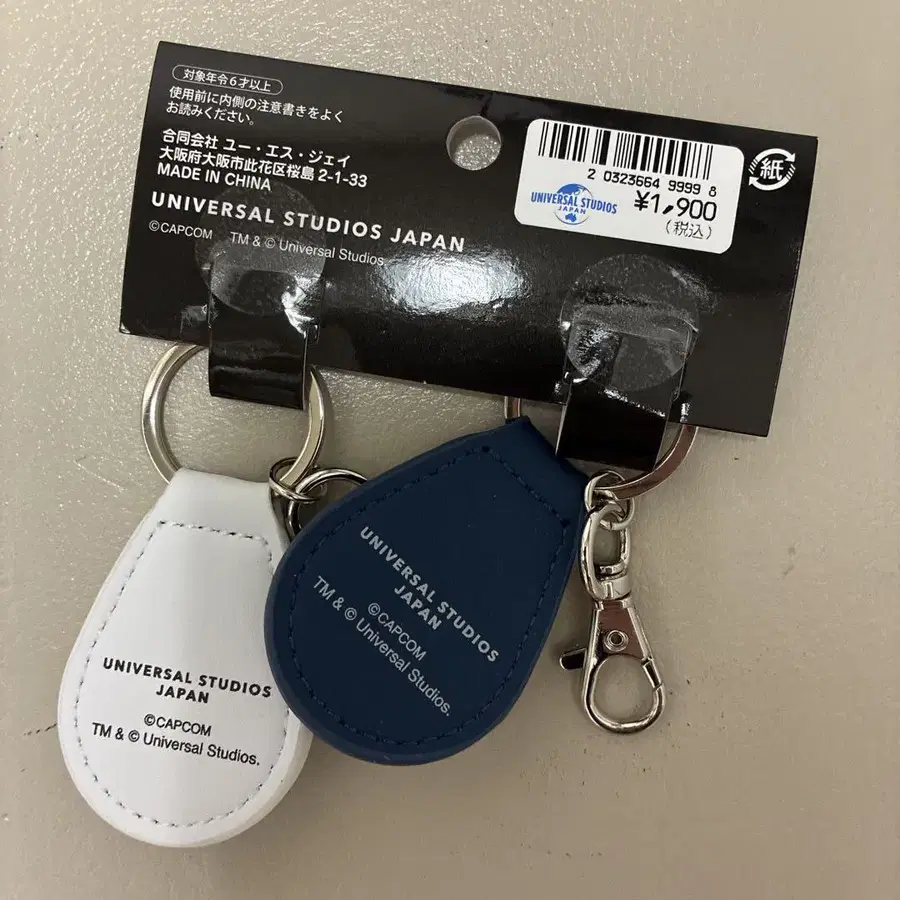 対象年令6才以上
使用前に内側の注意書きをよく
お読みください。
合同会社 ユー・エス・ジェイ
大阪府大阪市此花区桜島 2-1-33
MADE IN CHINA
UNIVERSAL STUDIOS JAPAN
©CAPCOM TM & © Universal Studios.
2 0323664 9999 8
UNIVERSAL STUDIOS
JAPAN
¥1,900
(税込)
紙
UNIVERSAL STUDIOS
JAPAN
©CAPCOM
TM & © Universal Studios.
UNIVERSAL STUDIOS
JAPAN
©CAPCOM
TM & © Universal Studios.